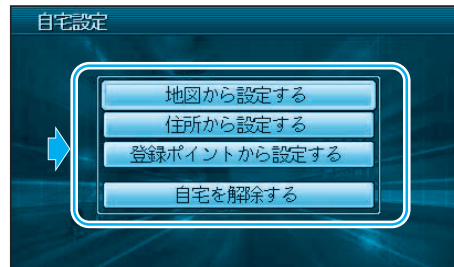 自宅設定
地図から設定する
住所から設定する
登録ポイントから設定する
自宅を解除する